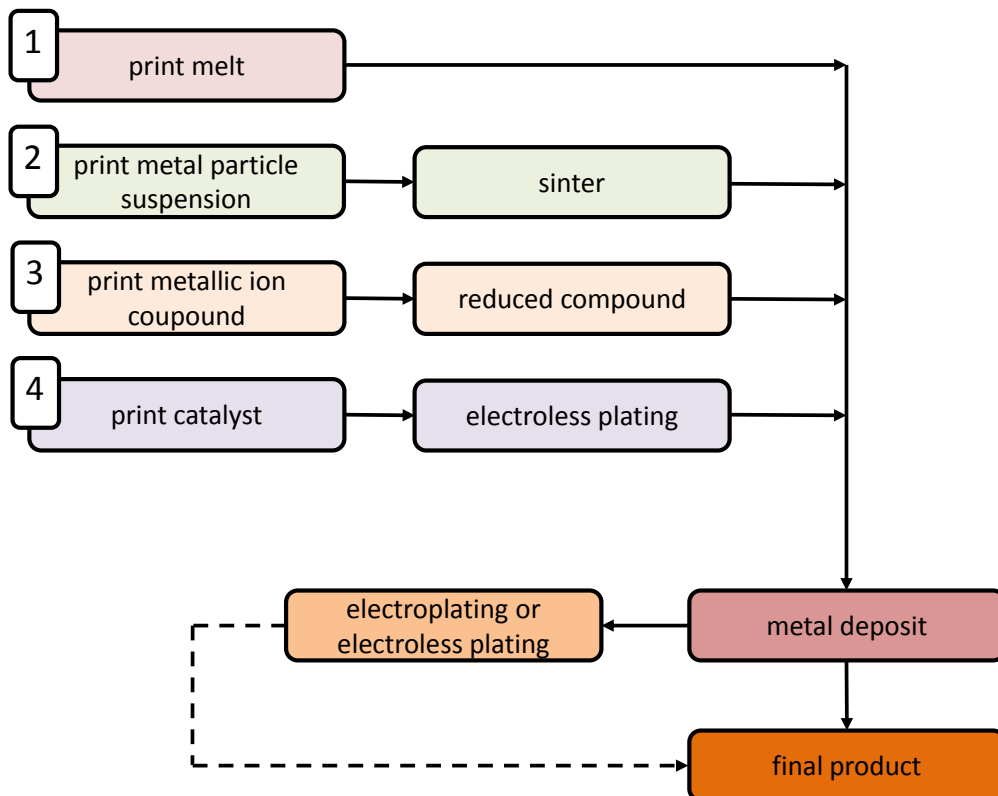 1
print melt
2
print metal particle
suspension
sinter
3
print metallic ion
coupound
reduced compound
4
print catalyst
electroless plating
electroplating or
electroless plating
metal deposit
final product